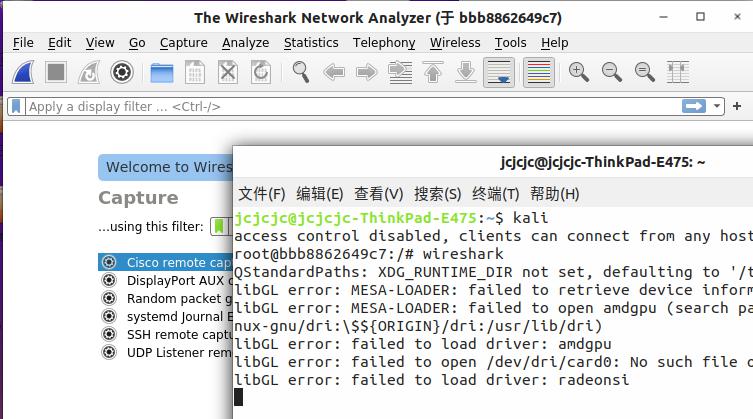 The Wireshark Network Analyzer (于 bbb8862649c7)
File Edit View Go Capture Analyze Statistics Telephony Wireless Tools Help
Apply a display filter ... <Ctrl-/>
Welcome to Wires
Capture
...using this filter:
Cisco remote cap
DisplayPort AUX
Random packet g
systemd Journal E
SSH remote captu
UDP Listener rem
jcjcjc@jcjcjc-ThinkPad-E475: ~
文件(F) 编辑(E) 查看(V) 搜索(S) 终端(T) 帮助(H)
jcjcjc@jcjcjc-ThinkPad-E475:~$ kali
access control disabled, clients can connect from any host
root@bbb8862649c7:/# wireshark
QStandardPaths: XDG_RUNTIME_DIR not set, defaulting to '/t
libGL error: MESA-LOADER: failed to retrieve device inform
libGL error: MESA-LOADER: failed to open amdgpu (search pa
nux-gnu/dri:\$${ORIGIN}/dri:/usr/lib/dri)
libGL error: failed to load driver: amdgpu
libGL error: failed to open /dev/dri/card0: No such file o
libGL error: failed to load driver: radeonsi